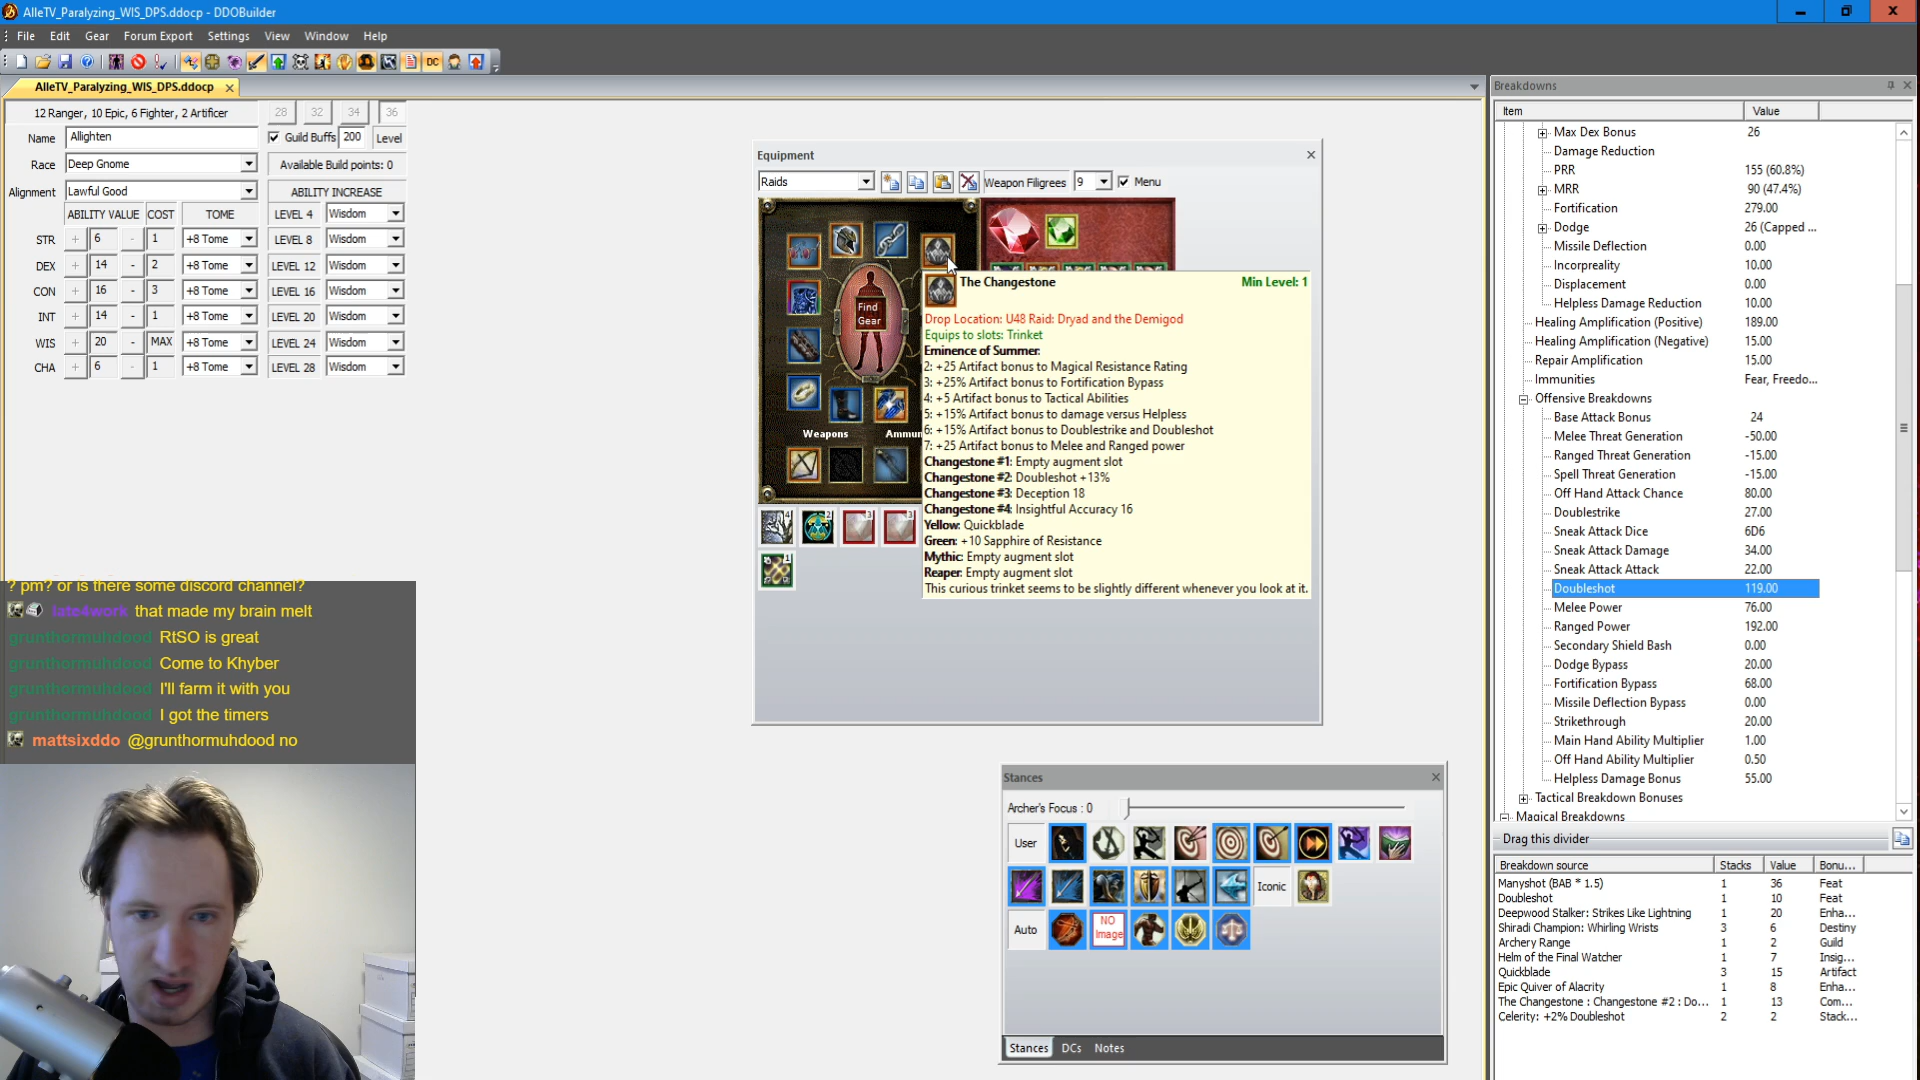 AlleTV_Paralyzing_WIS_DPS.ddocp - DDOBuilder
File Edit Gear Forum Export Settings View Window Help
DC
AlleTV_Paralyzing_WIS_DPS.ddocp
12 Ranger, 10 Epic, 6 Fighter, 2 Artificer 28 32 34 36
Name Allighten Guild Buffs 200 Level
Race Deep Gnome Available Build points: 0
Alignment Lawful Good ABILITY INCREASE
ABILITY VALUE COST TOME LEVEL 4 Wisdom
STR + 6 - 1 +8 Tome LEVEL 8 Wisdom
DEX + 14 - 2 +8 Tome LEVEL 12 Wisdom
CON + 16 - 3 +8 Tome LEVEL 16 Wisdom
INT + 14 - 1 +8 Tome LEVEL 20 Wisdom
WIS + 20 - MAX +8 Tome LEVEL 24 Wisdom
CHA + 6 - 1 +8 Tome LEVEL 28 Wisdom
? pm? or is there some discord channel?
late4work that made my brain melt
grunthormuhdood RtSO is great
grunthormuhdood Come to Khyber
grunthormuhdood I'll farm it with you
grunthormuhdood I got the timers
mattsixddo @grunthormuhdood no
Equipment
Raids Weapon Filigrees 9 Menu
Find Gear
Weapons Ammun
4 2 3 3
1
The Changestone Min Level: 1
Drop Location: U48 Raid: Dryad and the Demigod
Equips to slots: Trinket
Eminence of Summer:
2: +25 Artifact bonus to Magical Resistance Rating
3: +25% Artifact bonus to Fortification Bypass
4: +5 Artifact bonus to Tactical Abilities
5: +15% Artifact bonus to damage versus Helpless
6: +15% Artifact bonus to Doublestrike and Doubleshot
7: +25 Artifact bonus to Melee and Ranged power
Changestone #1: Empty augment slot
Changestone #2: Doubleshot +13%
Changestone #3: Deception 18
Changestone #4: Insightful Accuracy 16
Yellow: Quickblade
Green: +10 Sapphire of Resistance
Mythic: Empty augment slot
Reaper: Empty augment slot
This curious trinket seems to be slightly different whenever you look at it.
Stances
Archer's Focus : 0
User
Iconic
Auto NO Image
Stances DCs Notes
Breakdowns
Item Value
Max Dex Bonus 26
Damage Reduction
PRR 155 (60.8%)
MRR 90 (47.4%)
Fortification 279.00
Dodge 26 (Capped ...
Missile Deflection 0.00
Incorpreality 10.00
Displacement 0.00
Helpless Damage Reduction 10.00
Healing Amplification (Positive) 189.00
Healing Amplification (Negative) 15.00
Repair Amplification 15.00
Immunities Fear, Freedo...
Offensive Breakdowns
Base Attack Bonus 24
Melee Threat Generation -50.00
Ranged Threat Generation -15.00
Spell Threat Generation -15.00
Off Hand Attack Chance 80.00
Doublestrike 27.00
Sneak Attack Dice 6D6
Sneak Attack Damage 34.00
Sneak Attack Attack 22.00
Doubleshot 119.00
Melee Power 76.00
Ranged Power 192.00
Secondary Shield Bash 0.00
Dodge Bypass 20.00
Fortification Bypass 68.00
Missile Deflection Bypass 0.00
Strikethrough 20.00
Main Hand Ability Multiplier 1.00
Off Hand Ability Multiplier 0.50
Helpless Damage Bonus 55.00
Tactical Breakdown Bonuses
Magical Breakdowns
Drag this divider
Breakdown source Stacks Value Bonu...
Manyshot (BAB * 1.5) 1 36 Feat
Doubleshot 1 10 Feat
Deepwood Stalker: Strikes Like Lightning 1 20 Enha...
Shiradi Champion: Whirling Wrists 3 6 Destiny
Archery Range 1 2 Guild
Helm of the Final Watcher 1 7 Insig...
Quickblade 3 15 Artifact
Epic Quiver of Alacrity 1 8 Enha...
The Changestone : Changestone #2 : Do... 1 13 Com...
Celerity: +2% Doubleshot 2 2 Stack...